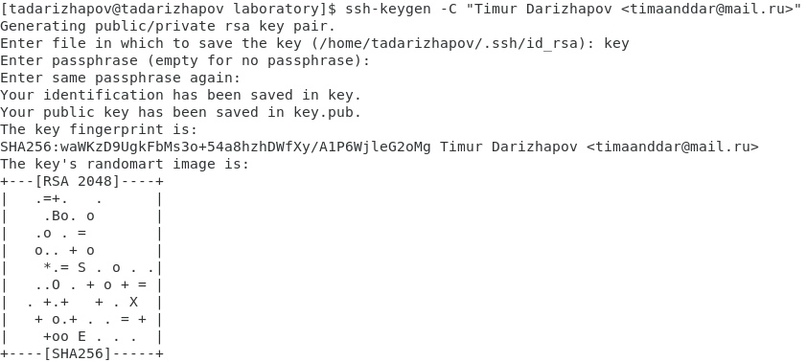 [tadarizhapov@tadarizhapov laboratory]$ ssh-keygen -C "Timur Darizhapov <timaanddar@mail.ru>"
Generating public/private rsa key pair.
Enter file in which to save the key (/home/tadarizhapov/.ssh/id_rsa): key
Enter passphrase (empty for no passphrase):
Enter same passphrase again:
Your identification has been saved in key.
Your public key has been saved in key.pub.
The key fingerprint is:
SHA256:waWKzD9UgkFbMs3o+54a8hzhDWfXy/A1P6WjleG2oMg Timur Darizhapov <timaanddar@mail.ru>
The key's randomart image is:
+---[RSA 2048]----+
|   .=+.   .      |
|    .Bo. o       |
|   .o . =        |
|   o.. + o       |
|    *.= S . o . .|
|   ..O . + o + = |
|  . +.+   + . X  |
|   + o.+ . . = + |
|    +oo E . . .  |
+----[SHA256]-----+